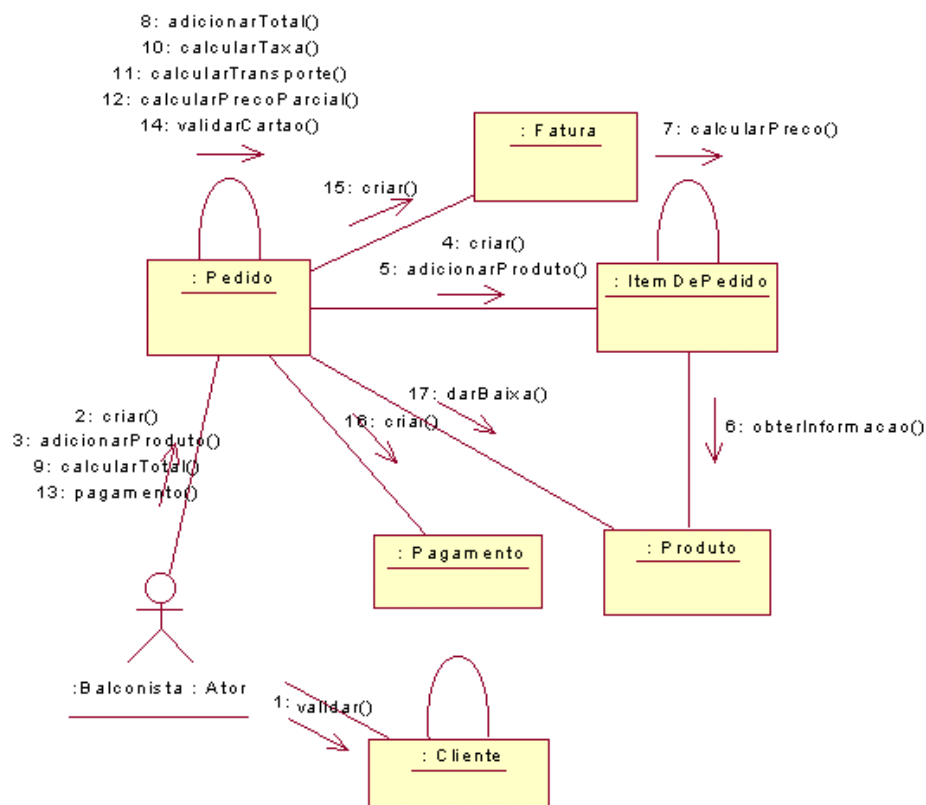 8: adicionarTotal()
10: calcularTaxa()
11: calcularTransporte()
12: calcularPrecoParcial()
14: validarCartao()
: Fatura
7: calcularPreco()
15: criar()
4: criar()
5: adicionarProduto()
: Pedido
: ItemDePedido
17: darBaixa()
16: criar()
6: obterInformacao()
2: criar()
3: adicionarProduto()
9: calcularTotal()
13: pagamento()
: Pagamento
: Produto
:Balconista : Ator
1: validar()
: Cliente